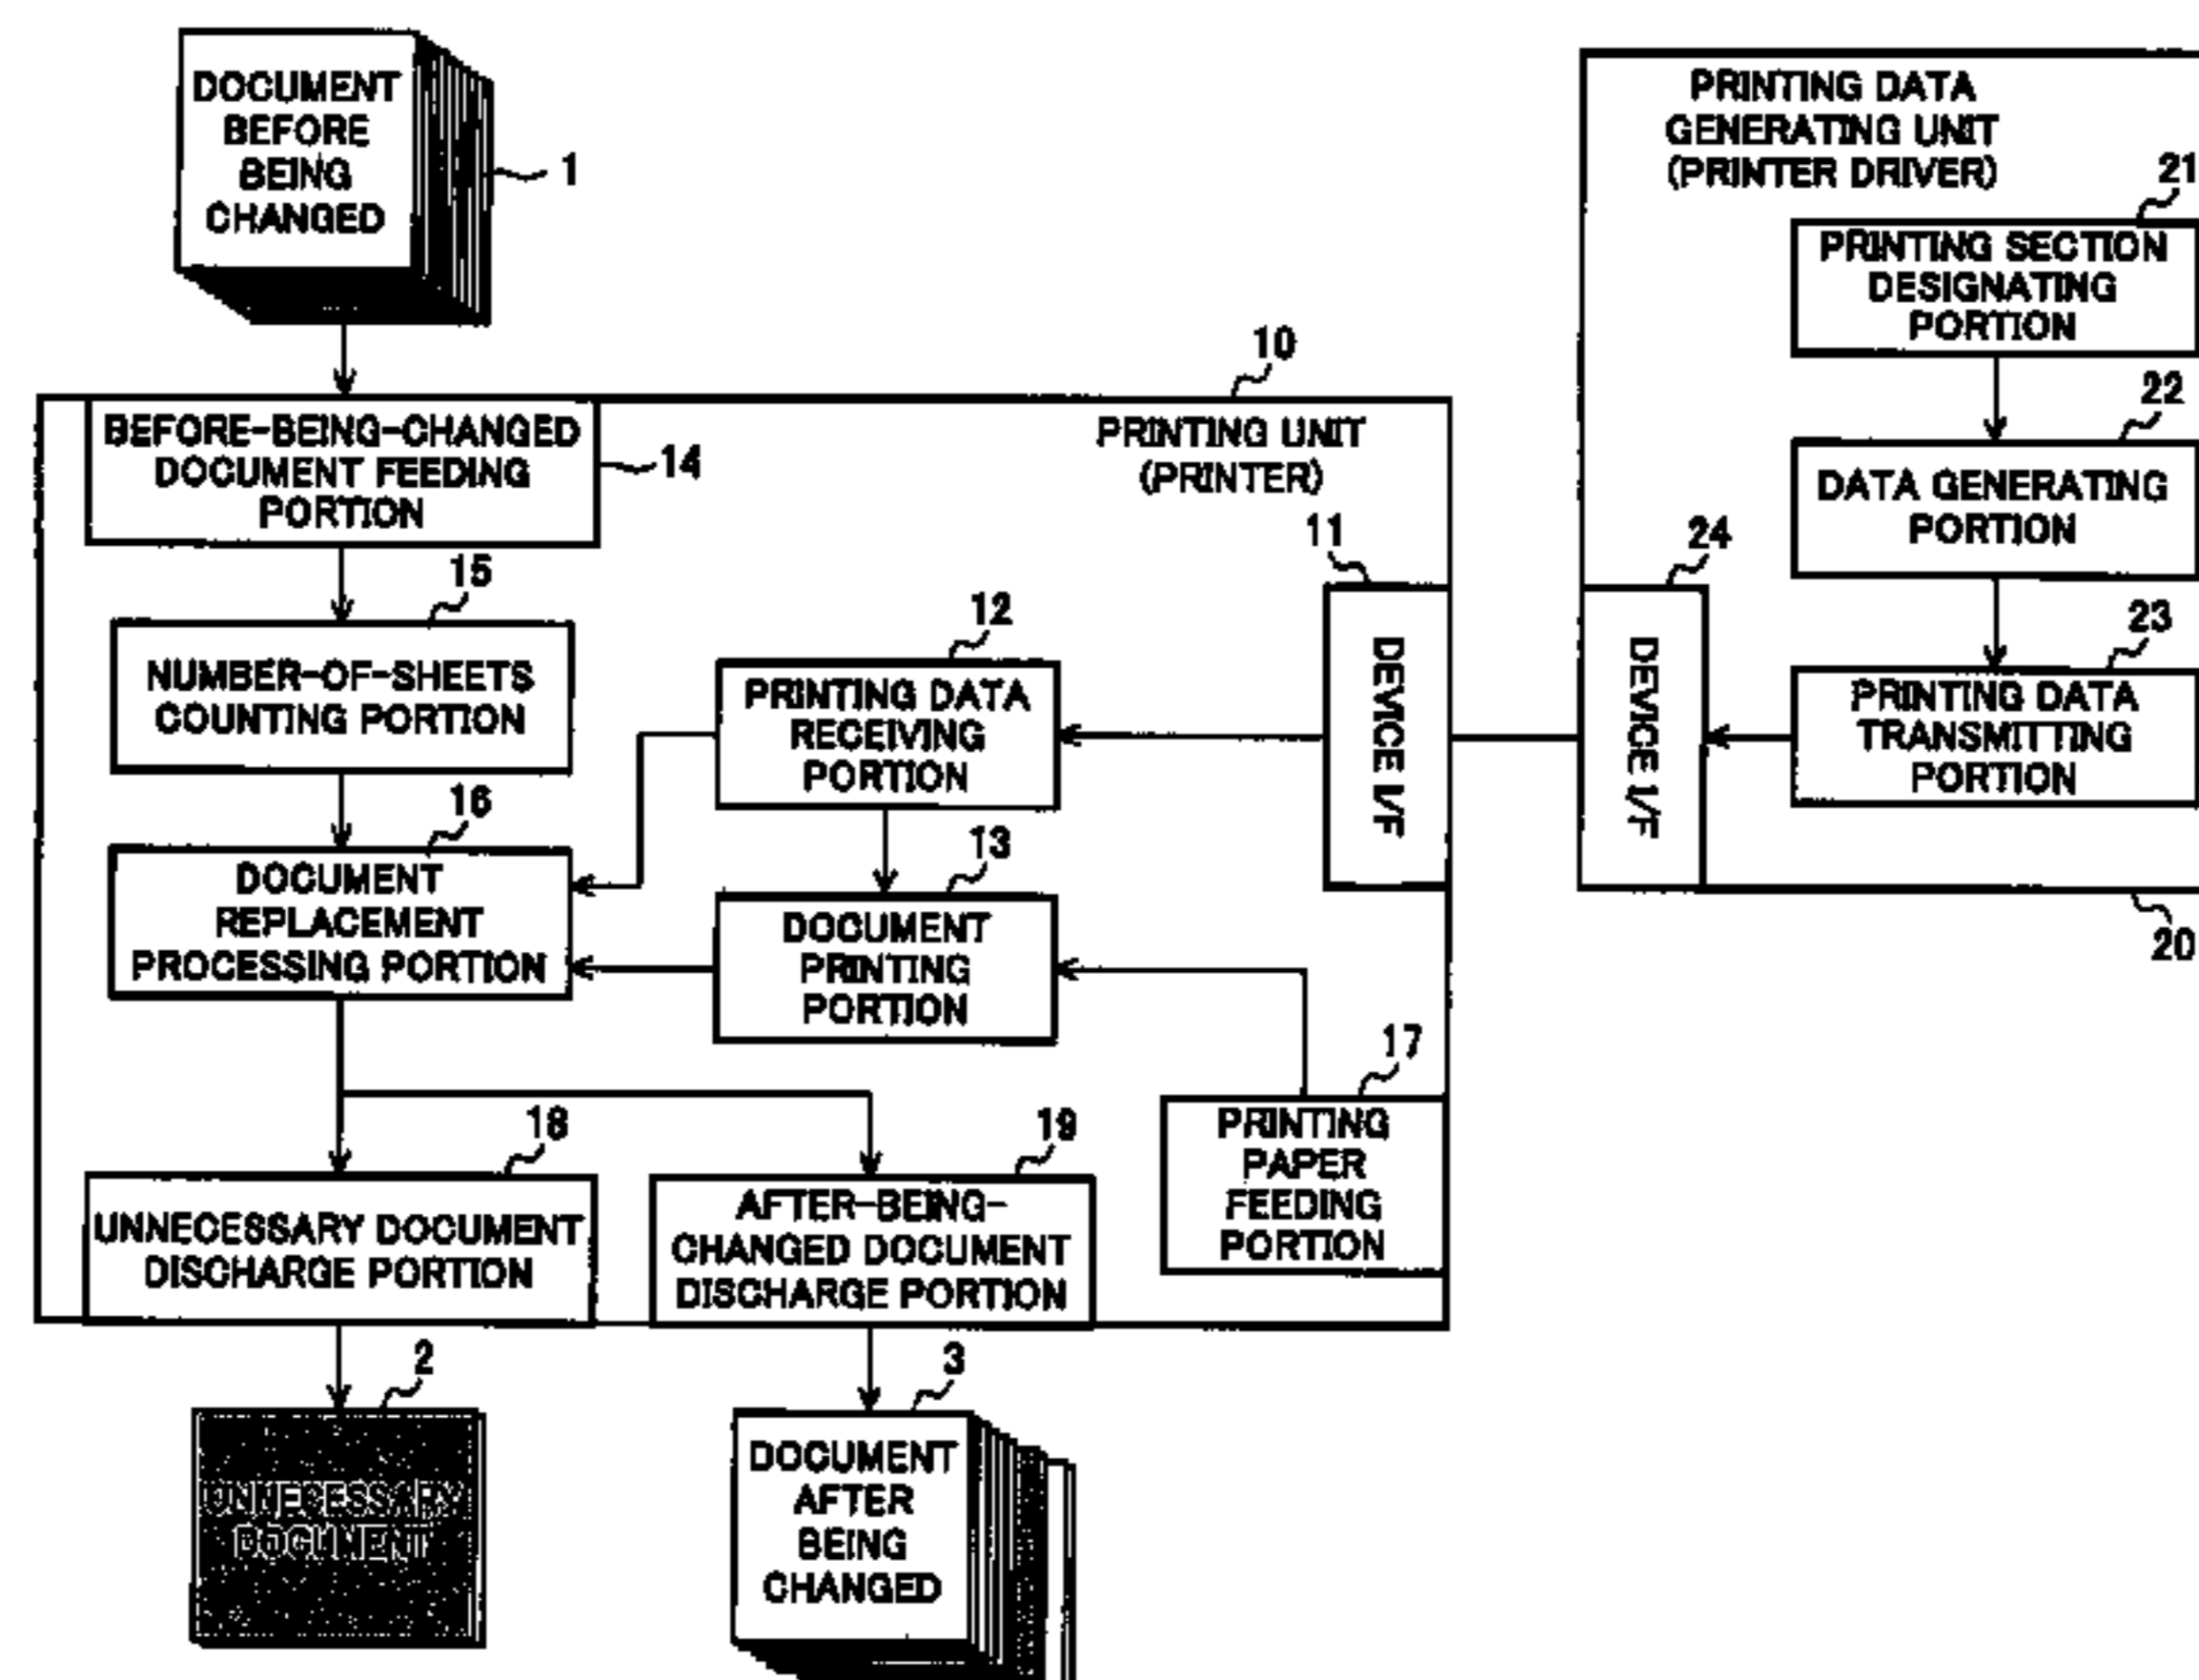 DOCUMENT
BEFORE
BEING
CHANGED
1
PRINTING DATA
GENERATING UNIT
(PRINTER DRIVER)
21
PRINTING SECTION
DESIGNATING
PORTION
10
22
BEFORE-BEING-CHANGED
DOCUMENT FEEDING
PORTION
14
PRINTING UNIT
(PRINTER)
DATA GENERATING
PORTION
11
24
15
NUMBER-OF-SHEETS
COUNTING PORTION
12
PRINTING DATA
RECEIVING
PORTION
DEVICE I/F
DEVICE I/F
23
PRINTING DATA
TRANSMITTING
PORTION
16
DOCUMENT
REPLACEMENT
PROCESSING PORTION
13
DOCUMENT
PRINTING
PORTION
20
17
PRINTING
PAPER
FEEDING
PORTION
18
UNNECESSARY DOCUMENT
DISCHARGE PORTION
19
AFTER-BEING-
CHANGED DOCUMENT
DISCHARGE PORTION
2
UNNECESSARY
DOCUMENT
3
DOCUMENT
AFTER
BEING
CHANGED